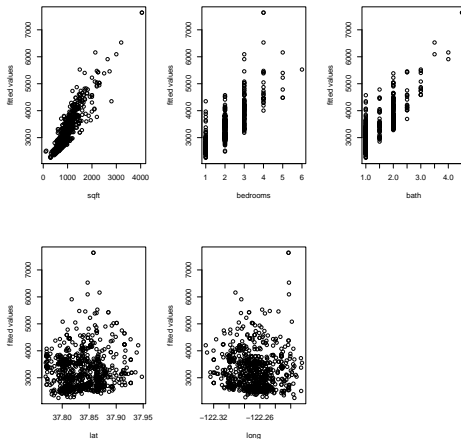 fitted values
3000 4000 5000 6000 7000
0 1000 2000 3000 4000
sqft
fitted values
3000 4000 5000 6000 7000
1 2 3 4 5 6
bedrooms
fitted values
3000 4000 5000 6000 7000
1.0 2.0 3.0 4.0
bath
fitted values
3000 4000 5000 6000 7000
37.80 37.85 37.90 37.95
lat
fitted values
3000 4000 5000 6000 7000
−122.32 −122.26
long